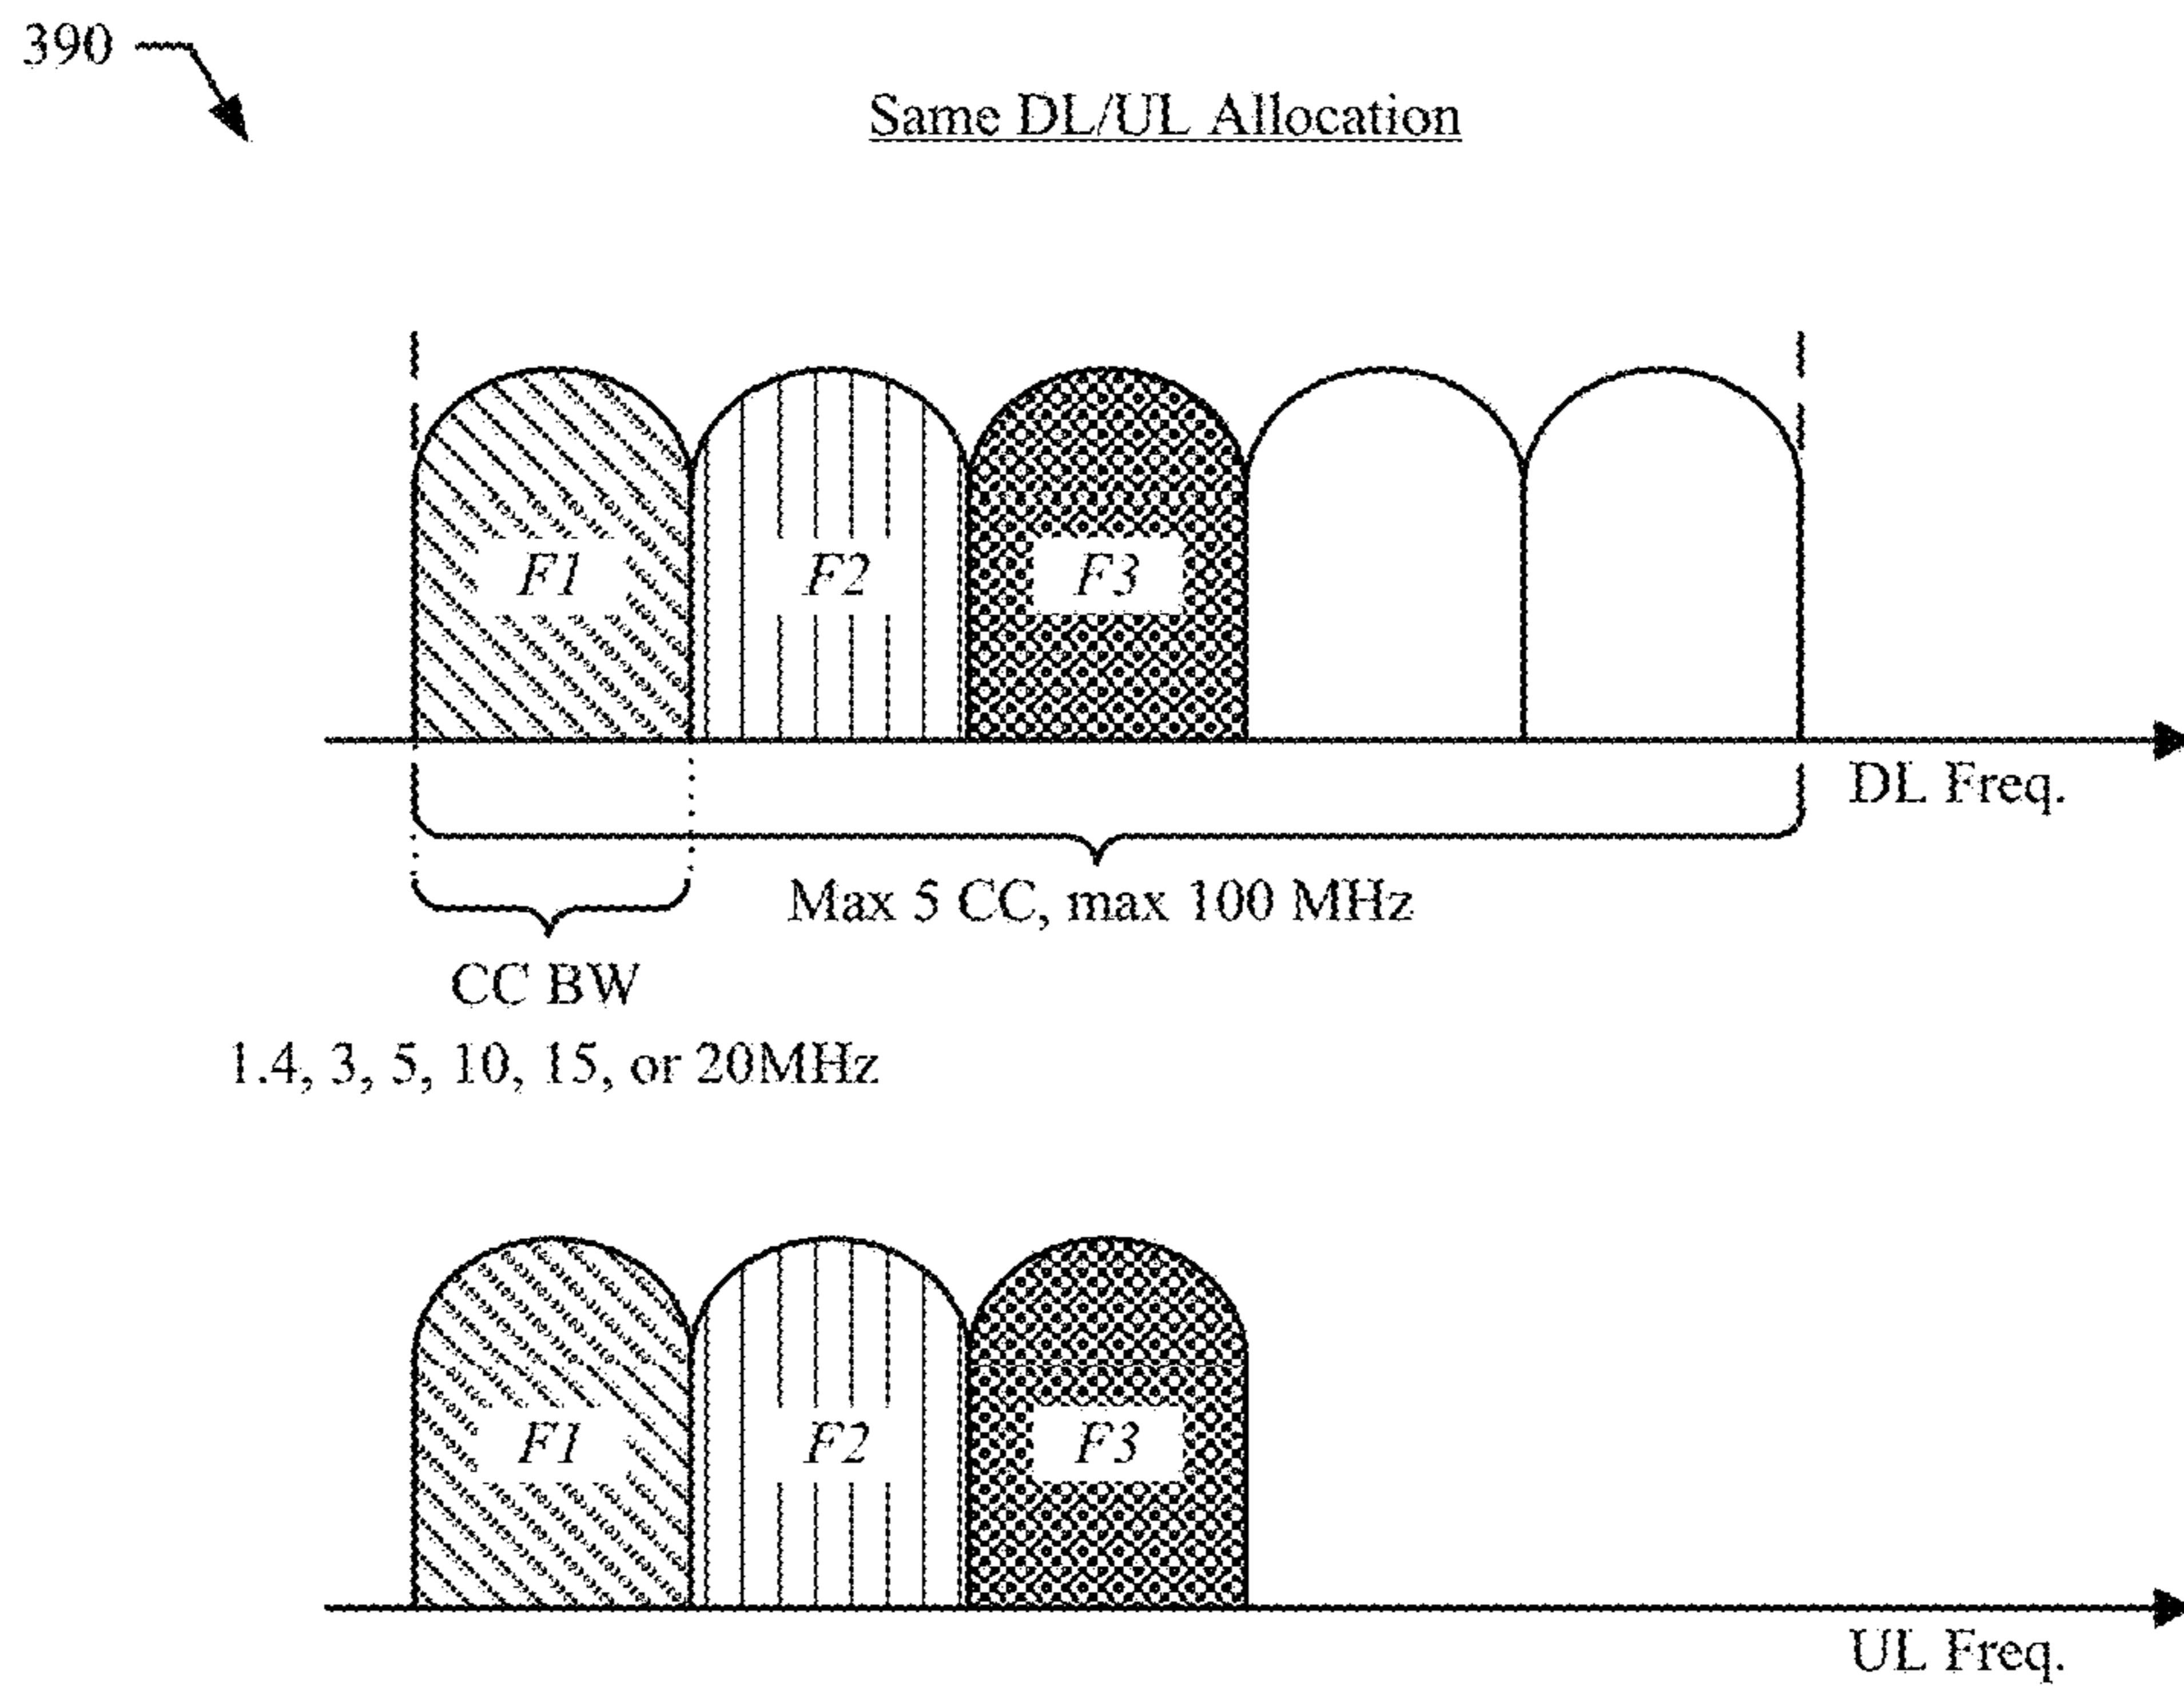 390
Same DL/UL Allocation
F1 F2 F3
DL Freq.
Max 5 CC, max 100 MHz
CC BW
1.4, 3, 5, 10, 15, or 20MHz
F1 F2 F3
UL Freq.